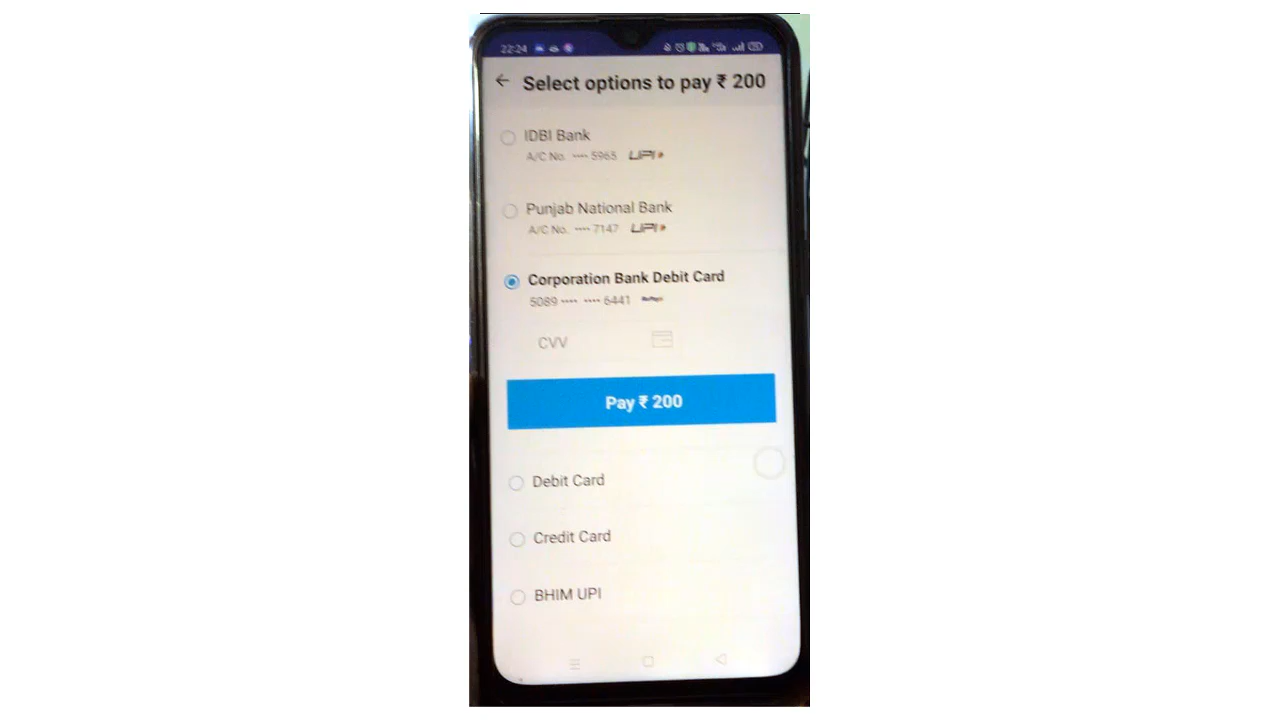 22:24
Select options to pay ₹ 200
IDBI Bank
A/C No. •••• 5965 UPI
Punjab National Bank
A/C No. •••• 7147 UPI
Corporation Bank Debit Card
5089 •••• •••• 6441 RuPay
CVV
Pay ₹ 200
Debit Card
Credit Card
BHIM UPI